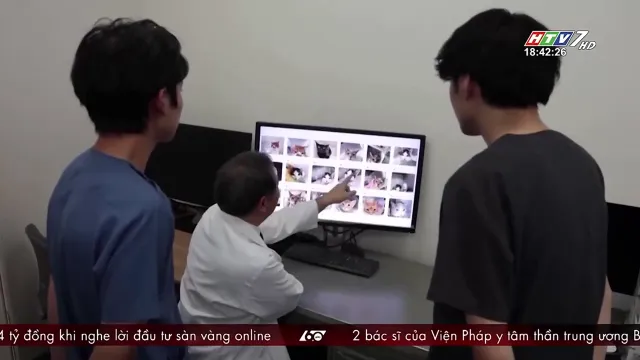 HTV7 HD
18:42:26
4 tỷ đồng khi nghe lời đầu tư sàn vàng online
60
2 bác sĩ của Viện Pháp y tâm thần trung ương B